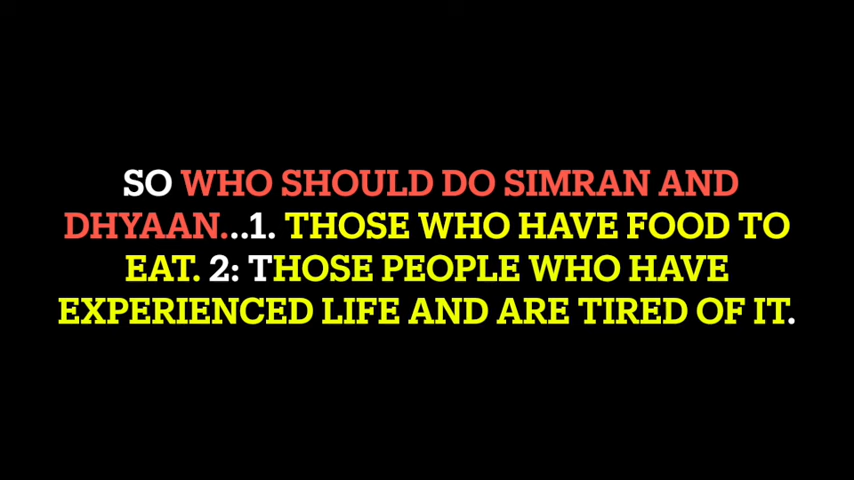 SO WHO SHOULD DO SIMRAN AND
DHYAAN...1. THOSE WHO HAVE FOOD TO
EAT. 2: THOSE PEOPLE WHO HAVE
EXPERIENCED LIFE AND ARE TIRED OF IT.